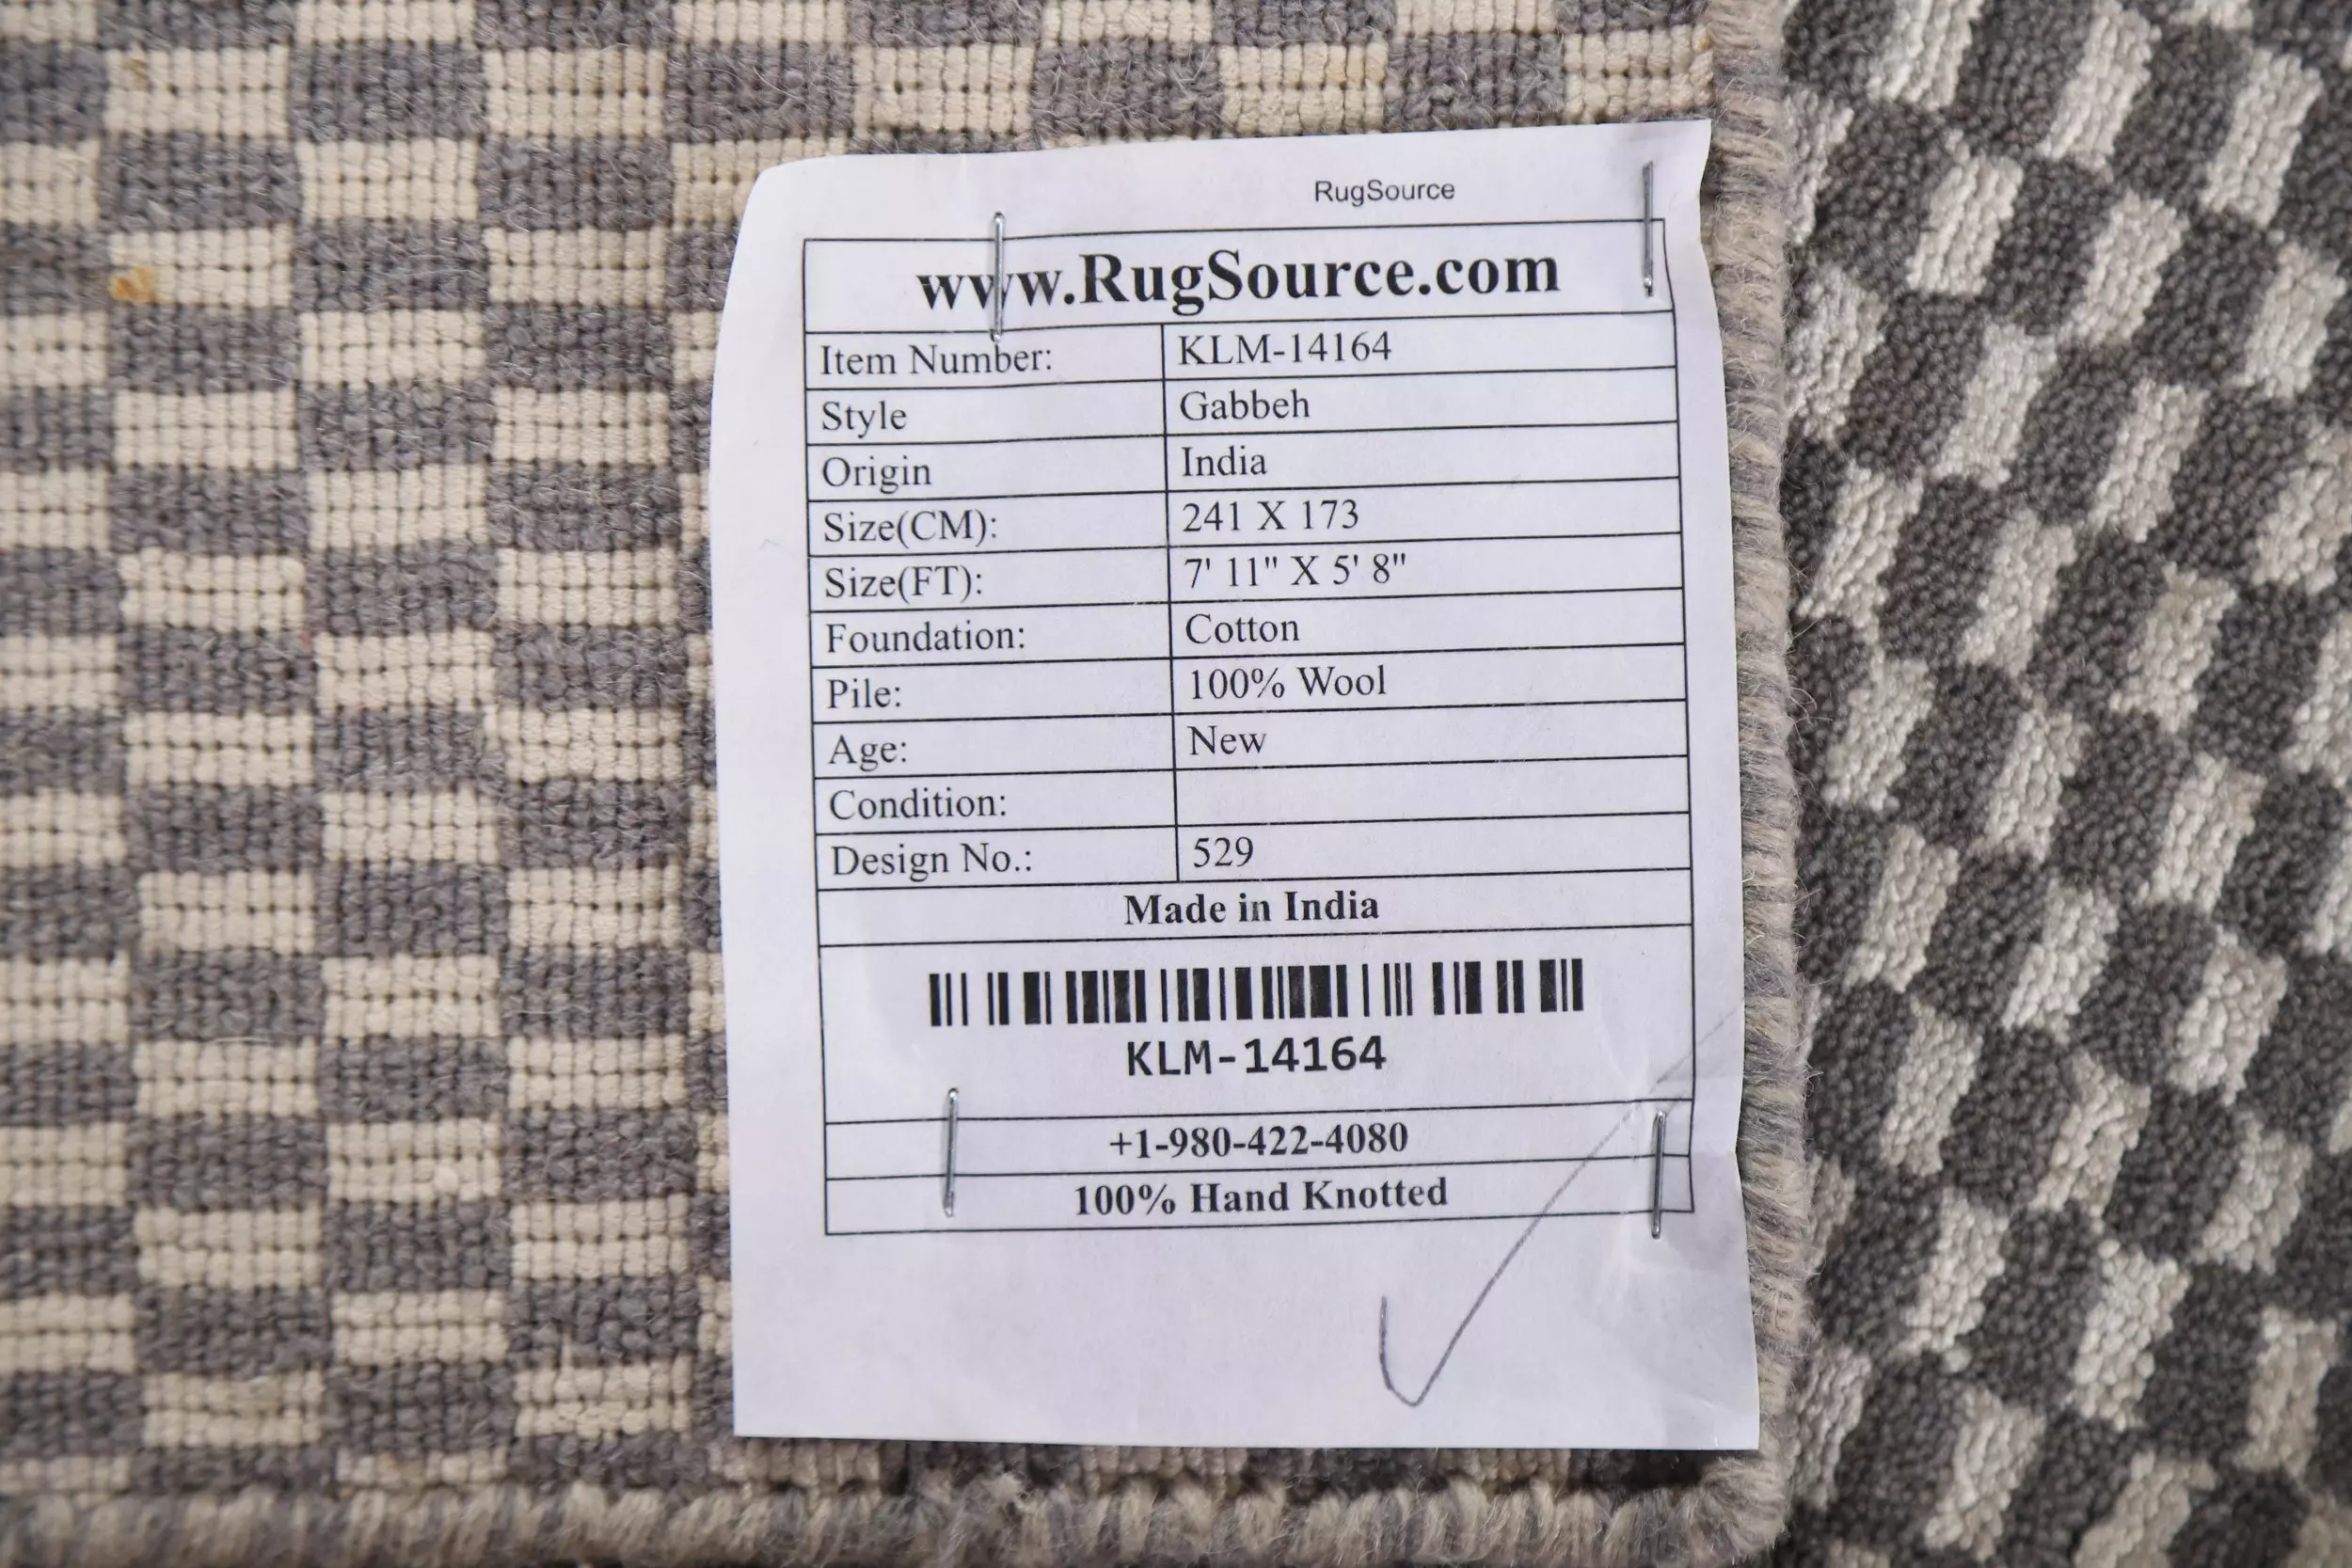 RugSource
www.RugSource.com
Item Number: KLM-14164
Style Gabbeh
Origin India
Size(CM): 241 X 173
Size(FT): 7' 11" X 5' 8"
Foundation: Cotton
Pile: 100% Wool
Age: New
Condition:
Design No.: 529
Made in India
KLM-14164
+1-980-422-4080
100% Hand Knotted